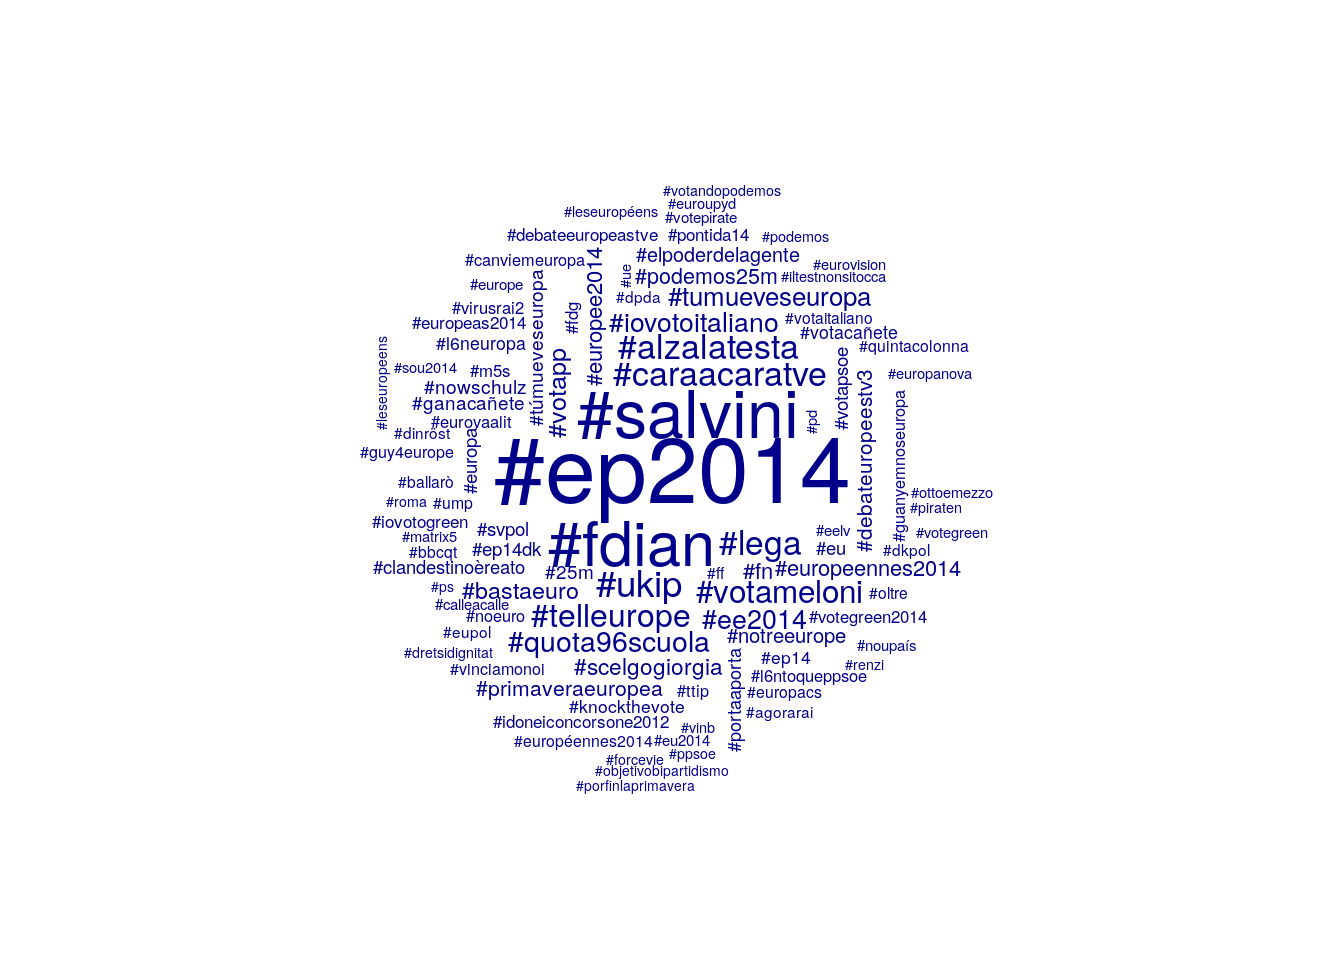 #votandopodemos
#euroupyd
#leseuropéens
#votepirate
#debateeuropeastve
#pontida14
#podemos
#elpoderdelagente
#canviemeuropa
#eurovision
#ue
#podemos25m
#iltestnonsitocca
#europe
#europee2014
#dpda
#tumueveseuropa
#virusrai2
#fdg
#túmueveseuropa
#europeas2014
#iovotoitaliano
#votaitaliano
#votacañete
#l6neuropa
#alzalatesta
#quintacolonna
#leseuropeens
#sou2014
#m5s
#caraacaratve
#votapsoe
#europanova
#nowschulz
#votapp
#ganacañete
#salvini
#pd
#debateuropeestv3
#guanyemnoseuropa
#euroyaalit
#dinröst
#guy4europe
#europa
#ep2014
#ballarò
#ottoemezzo
#roma
#ump
#piraten
#iovotogreen
#svpol
#fdian
#lega
#eelv
#votegreen
#matrix5
#bbcqt
#ep14dk
#eu
#dkpol
#clandestinoèreato
#25m
#ff
#fn
#europeennes2014
#ps
#bastaeuro
#ukip
#votameloni
#oltre
#calleacalle
#noeuro
#telleurope
#ee2014
#votegreen2014
#eupol
#quota96scuola
#notreeurope
#noupaís
#dretsidignitat
#vinciamonoi
#scelgogiorgia
#portaaporta
#ep14
#renzi
#l6ntoqueppsoe
#primaveraeuropea
#ttip
#europacs
#knockthevote
#agorarai
#idoneiconcorsone2012
#vinb
#européennes2014
#eu2014
#ppsoe
#forcevie
#objetivobipartidismo
#porfinlaprimavera